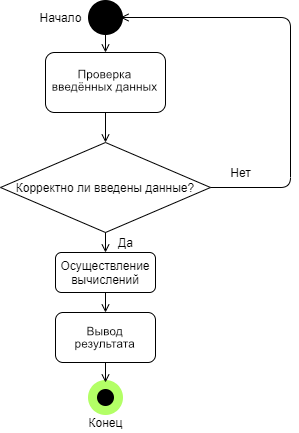 Начало
Проверка
введённых данных
Корректно ли введены данные?
Нет
Да
Осуществление
вычислений
Вывод
результата
Конец